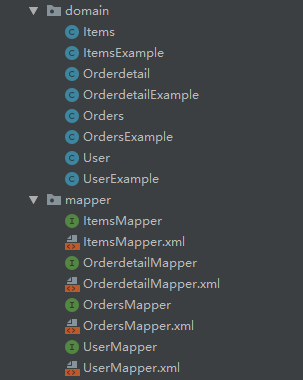 domain
Items
ItemsExample
Orderdetail
OrderdetailExample
Orders
OrdersExample
User
UserExample
mapper
ItemsMapper
ItemsMapper.xml
OrderdetailMapper
OrderdetailMapper.xml
OrdersMapper
OrdersMapper.xml
UserMapper
UserMapper.xml